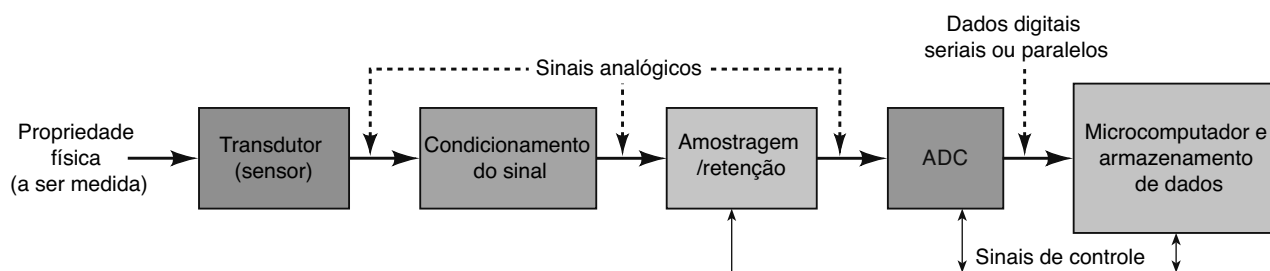 Propriedade
física
(a ser medida)
Transdutor
(sensor)
Sinais analógicos
Condicionamento
do sinal
Amostragem
/retenção
ADC
Dados digitais
seriais ou paralelos
Microcomputador e
armazenamento
de dados
Sinais de controle